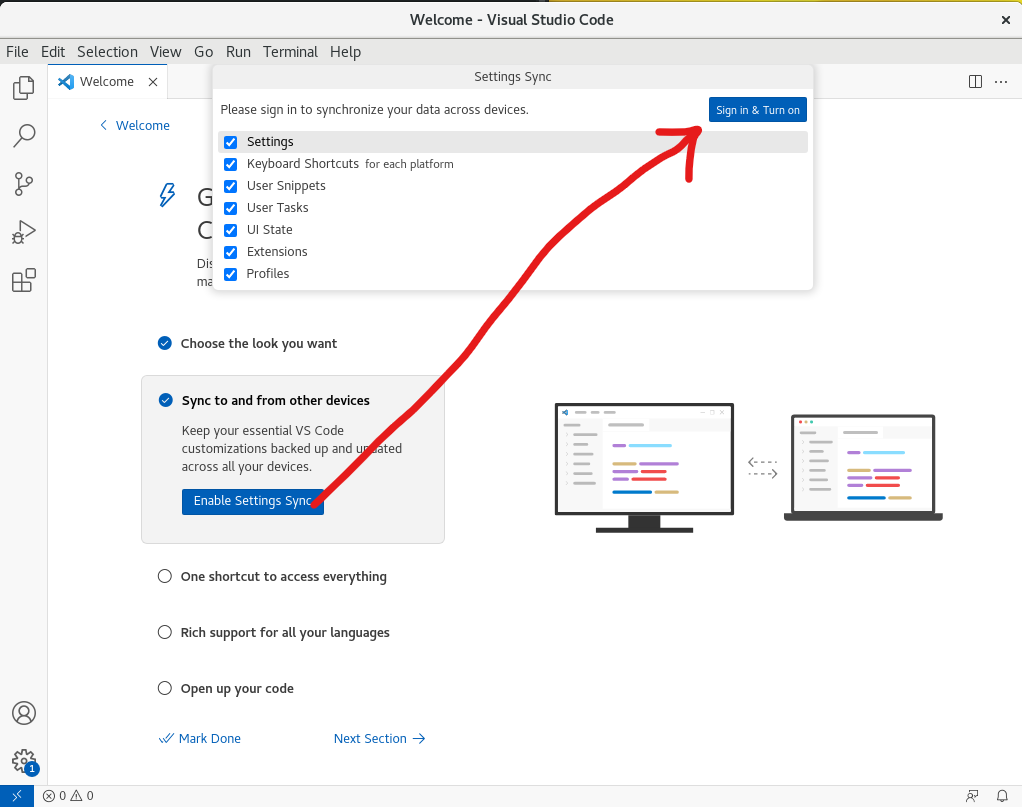 Welcome - Visual Studio Code
File Edit Selection View Go Run Terminal Help
Welcome
Settings Sync
Please sign in to synchronize your data across devices.
Sign in & Turn on
Settings
Keyboard Shortcuts for each platform
User Snippets
User Tasks
UI State
Extensions
Profiles
Welcome
G
C
Dis
ma
Choose the look you want
Sync to and from other devices
Keep your essential VS Code
customizations backed up and updated
across all your devices.
Enable Settings Sync
One shortcut to access everything
Rich support for all your languages
Open up your code
Mark Done
Next Section
1
0 0